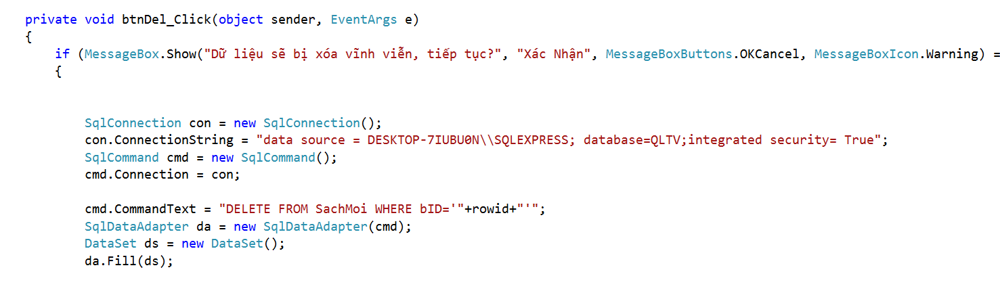 private void btnDel_Click(object sender, EventArgs e)
{
if (MessageBox.Show("Dữ liệu sẽ bị xóa vĩnh viễn, tiếp tục?", "Xác Nhận", MessageBoxButtons.OKCancel, MessageBoxIcon.Warning) =
{
SqlConnection con = new SqlConnection();
con.ConnectionString = "data source = DESKTOP-7IUBU0N\\SQLEXPRESS; database=QLTV;integrated security= True";
SqlCommand cmd = new SqlCommand();
cmd.Connection = con;
cmd.CommandText = "DELETE FROM SachMoi WHERE bID='"+rowid+"'";
SqlDataAdapter da = new SqlDataAdapter(cmd);
DataSet ds = new DataSet();
da.Fill(ds);